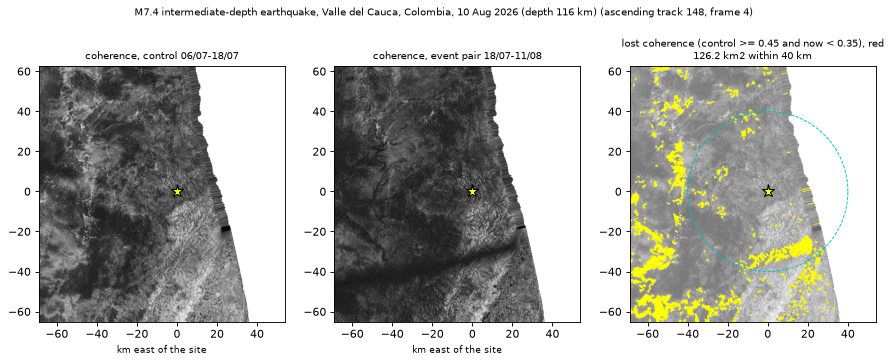 M7.4 intermediate-depth earthquake, Valle del Cauca, Colombia, 10 Aug 2026 (depth 116 km) (ascending track 148, frame 4)
coherence, control 06/07-18/07
coherence, event pair 18/07-11/08
lost coherence (control >= 0.45 and now < 0.35), red
126.2 km2 within 40 km
60
40
20
0
−20
−40
−60
−60 −40 −20 0 20 40
km east of the site
60
40
20
0
−20
−40
−60
−60 −40 −20 0 20 40
km east of the site
60
40
20
0
−20
−40
−60
−60 −40 −20 0 20 40